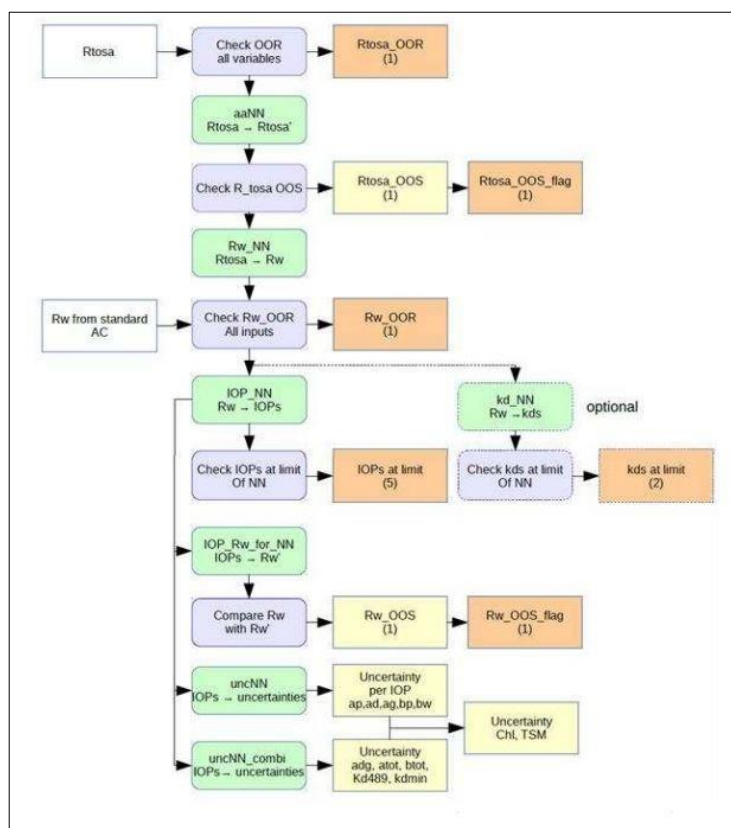 Rtosa
Check OOR
all variables
Rtosa_OOR
(1)
aaNN
Rtosa → Rtosa'
Check R_tosa OOS
Rtosa_OOS
(1)
Rtosa_OOS_flag
(1)
Rw_NN
Rtosa → Rw
Rw from standard
AC
Check Rw_OOR
All inputs
Rw_OOR
(1)
IOP_NN
Rw → IOPs
kd_NN
Rw →kds
optional
Check IOPs at limit
Of NN
IOPs at limit
(5)
Check kds at limit
Of NN
kds at limit
(2)
IOP_Rw_for_NN
IOPs → Rw'
Compare Rw
with Rw'
Rw_OOS
(1)
Rw_OOS_flag
(1)
uncNN
IOPs → uncertainties
Uncertainty
per IOP
ap,ad,ag,bp,bw
Uncertainty
Chl, TSM
uncNN_combi
IOPs→ uncertainties
Uncertainty
adg, atot, btot,
Kd489, kdmin